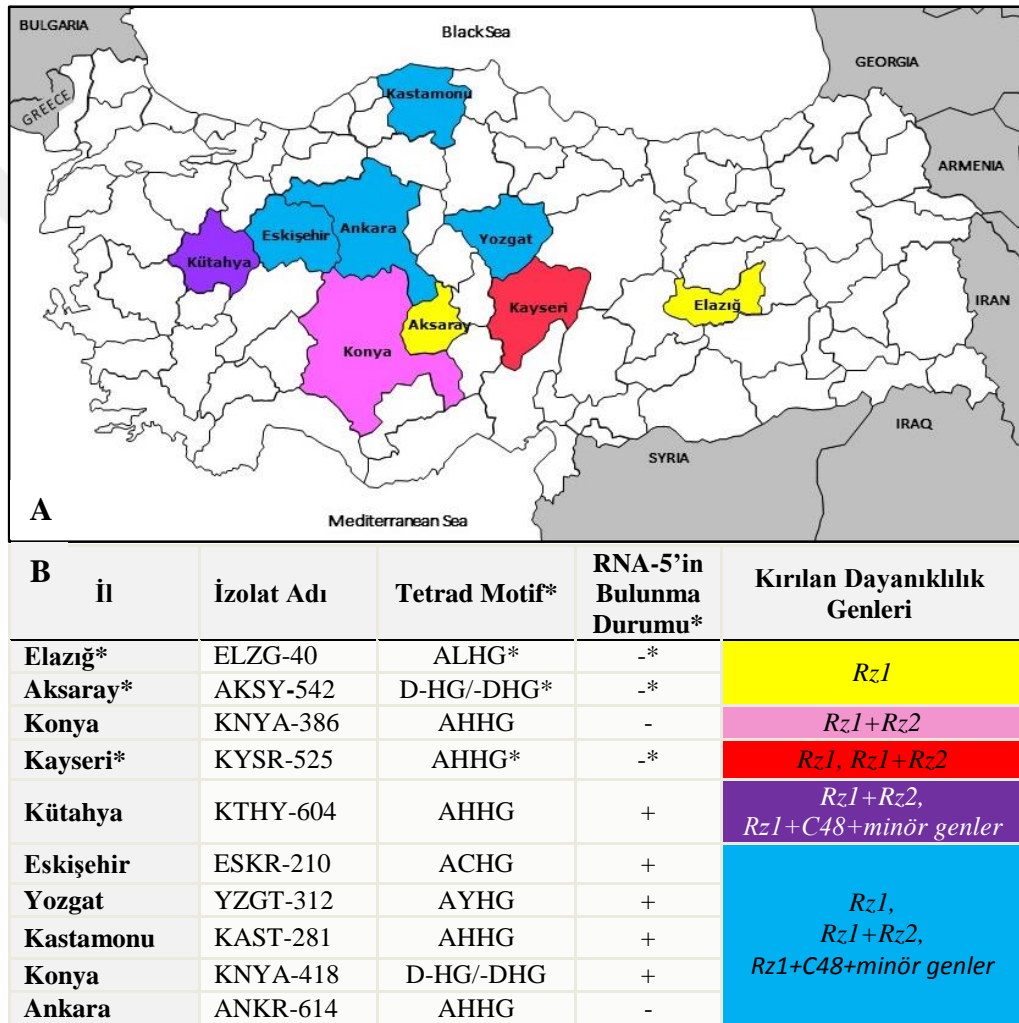 BULGARIA
Black Sea
GEORGIA
GREECE
Kastamonu
ARMENIA
Eskişehir
Ankara
Yozgat
Kütahya
IRAN
Elazığ
Kayseri
Aksaray
Konya
IRAQ
SYRIA
A
Mediterranean Sea
B
İl İzolat Adı Tetrad Motif* RNA-5’in Bulunma Durumu* Kırılan Dayanıklılık Genleri
Elazığ* ELZG-40 ALHG* -* Rz1
Aksaray* AKSY-542 D-HG/-DHG* -*
Konya KNYA-386 AHHG - Rz1+Rz2
Kayseri* KYSR-525 AHHG* -* Rz1, Rz1+Rz2
Kütahya KTHY-604 AHHG + Rz1+Rz2, Rz1+C48+minör genler
Eskişehir ESKR-210 ACHG + Rz1, Rz1+Rz2, Rz1+C48+minör genler
Yozgat YZGT-312 AYHG +
Kastamonu KAST-281 AHHG +
Konya KNYA-418 D-HG/-DHG +
Ankara ANKR-614 AHHG -